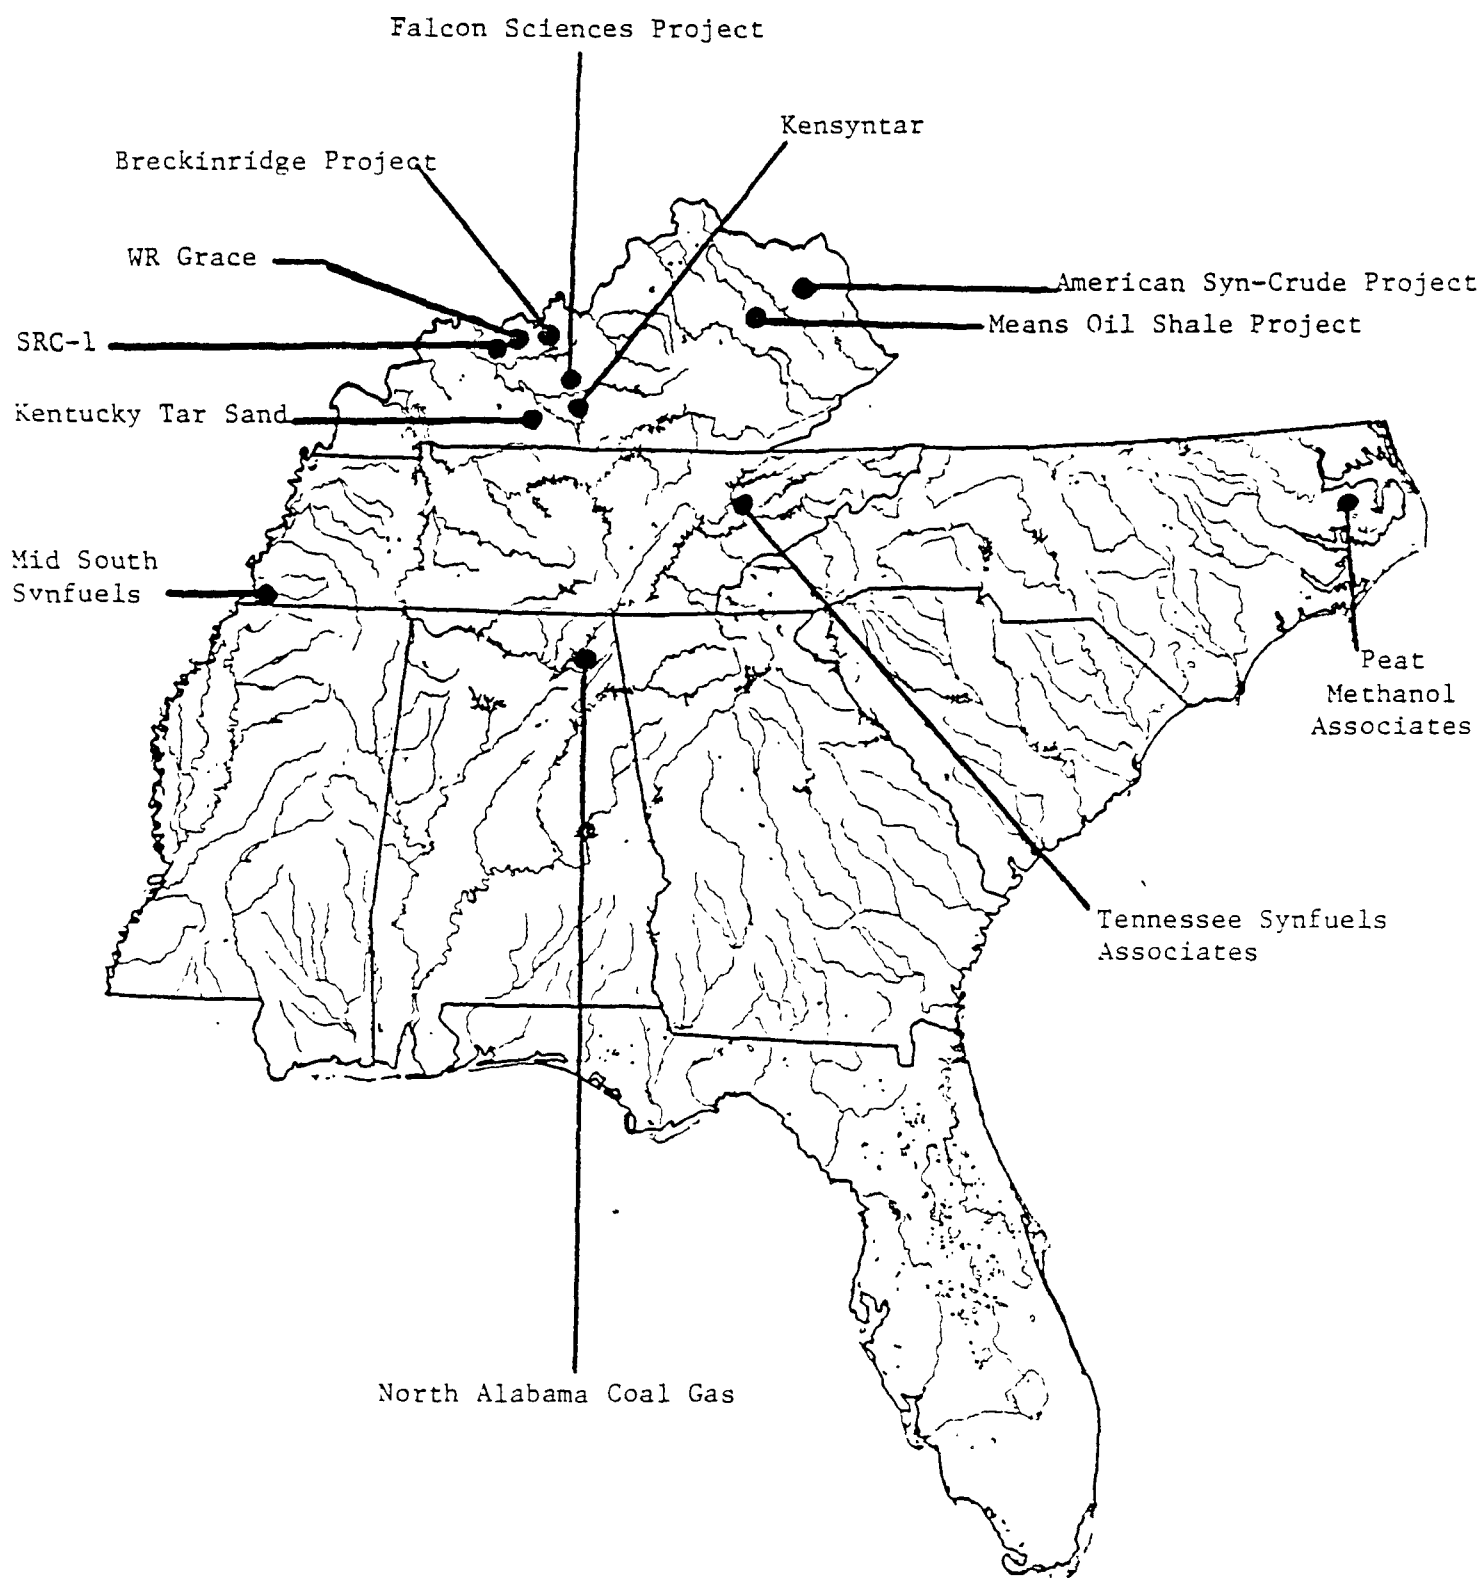 Falcon Sciences Project
Kensyntar
Breckinridge Project
WR Grace
American Syn-Crude Project
Means Oil Shale Project
SRC-1
Kentucky Tar Sand
Mid South
Synfuels
Peat
Methanol
Associates
Tennessee Synfuels
Associates
North Alabama Coal Gas